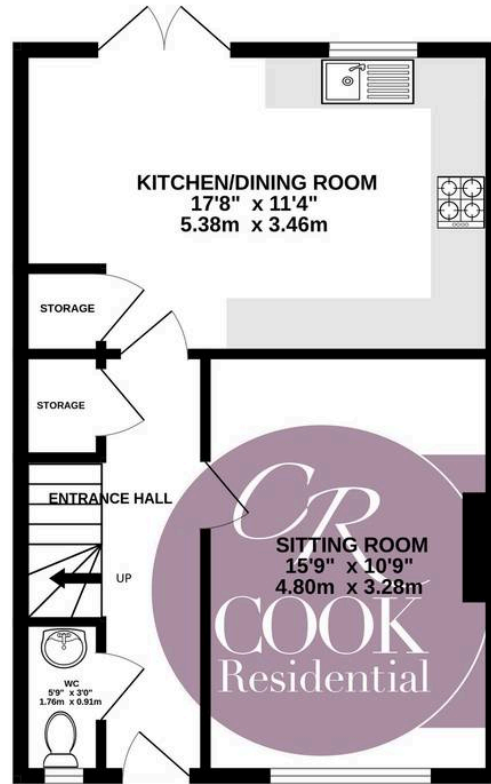 KITCHEN/DINING ROOM
17'8" x 11'4"
5.38m x 3.46m
STORAGE
STORAGE
ENTRANCE HALL
UP
CR
SITTING ROOM
15'9" x 10'9"
4.80m x 3.28m
COOK
Residential
WC
5'9" x 3'0"
1.76m x 0.91m